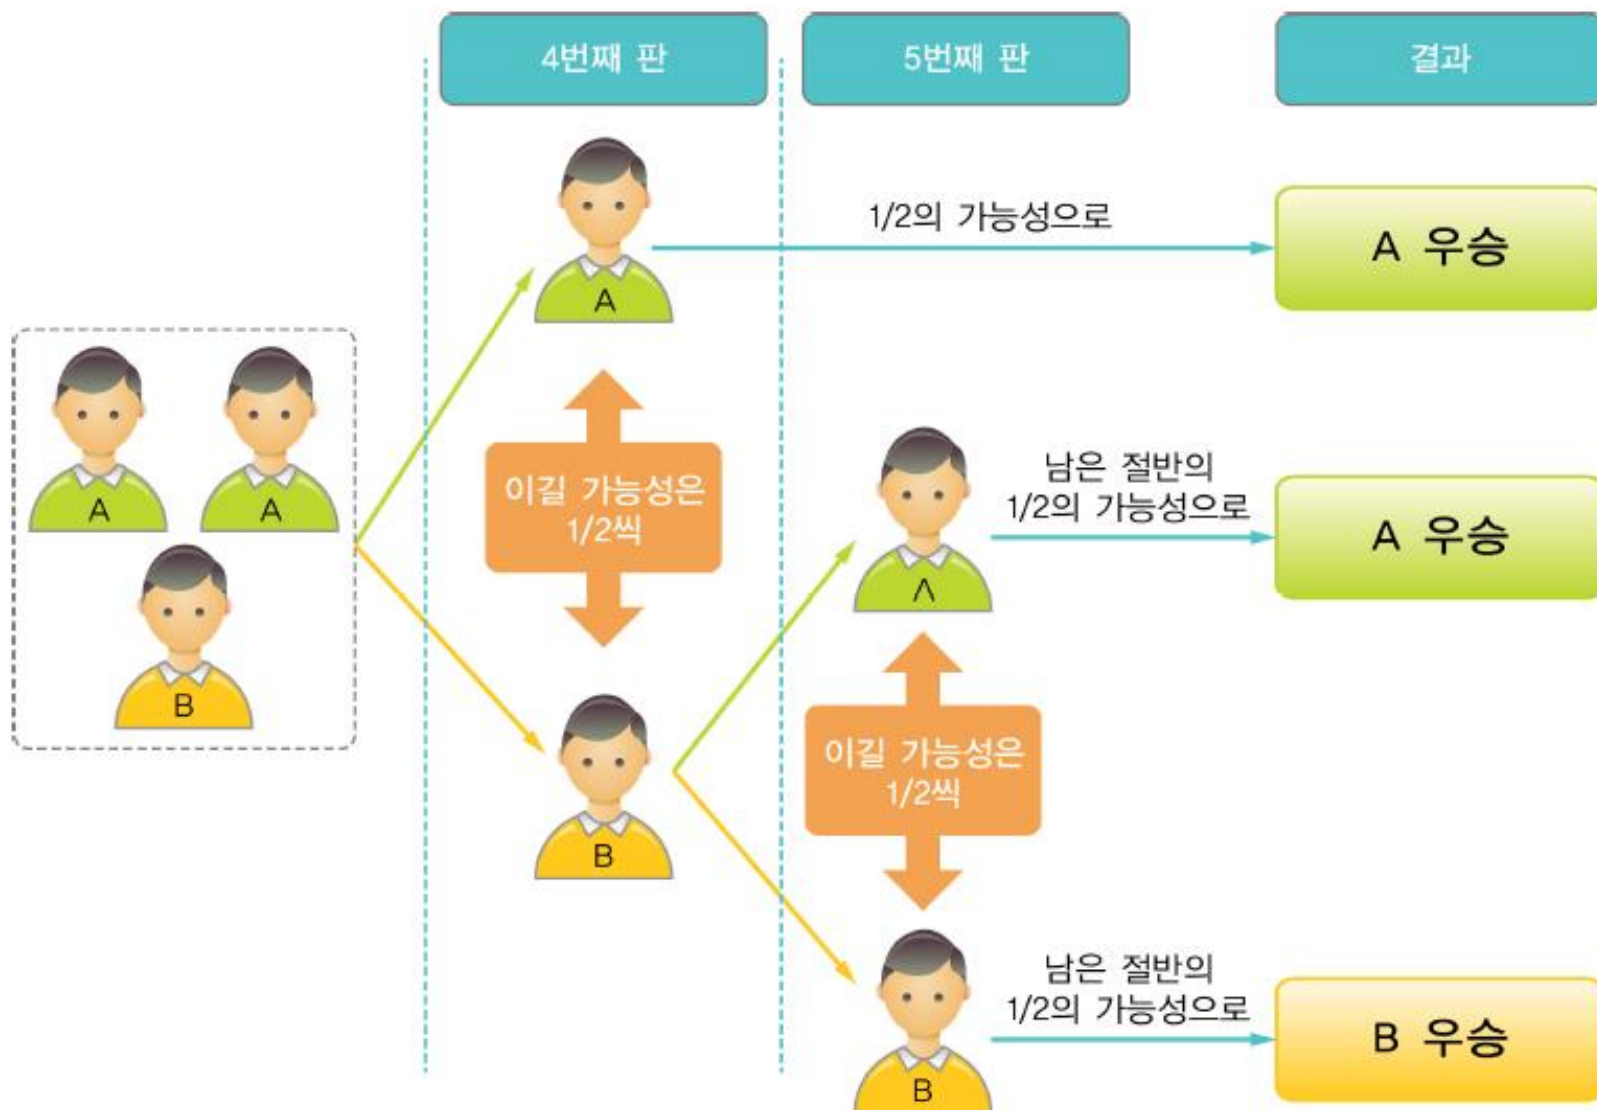 4번째 판
5번째 판
결과
A
1/2의 가능성으로
A 우승
A
A
B
이길 가능성은
1/2씩
B
Λ
남은 절반의
1/2의 가능성으로
A 우승
이길 가능성은
1/2씩
B
남은 절반의
1/2의 가능성으로
B 우승